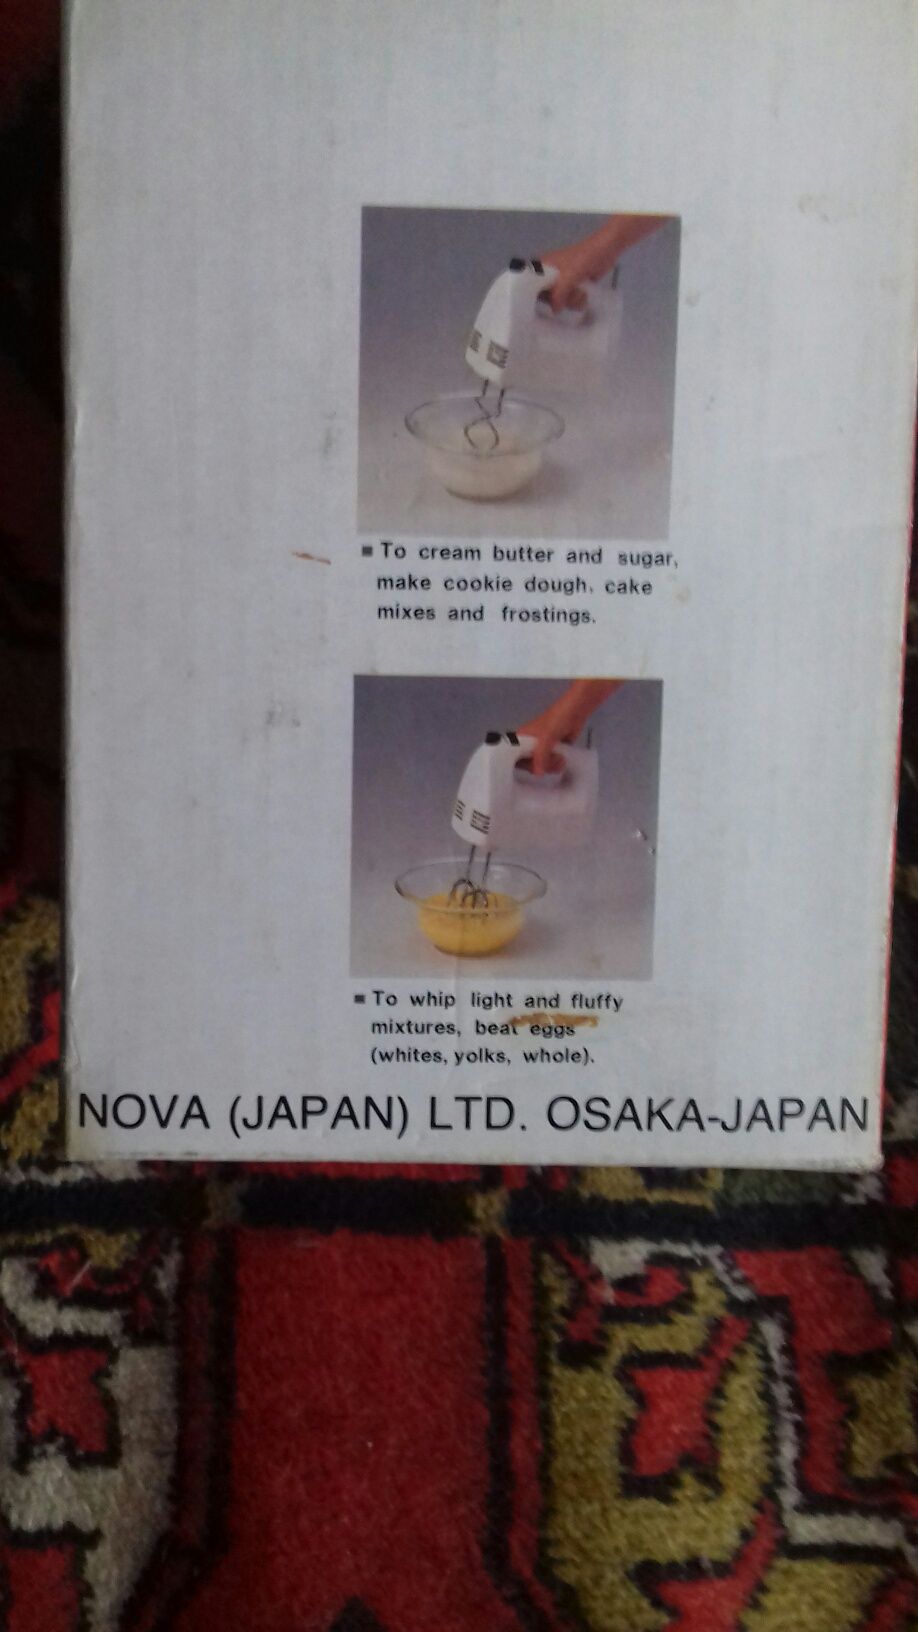 ■ To cream butter and sugar,
make cookie dough, cake
mixes and frostings.
■ To whip light and fluffy
mixtures, beat eggs
(whites, yolks, whole).
NOVA (JAPAN) LTD. OSAKA-JAPAN